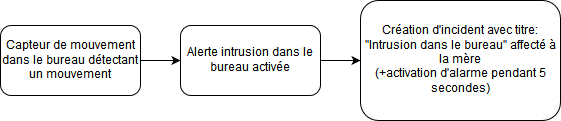 Capteur de mouvement
dans le bureau détectant
un mouvement
Alerte intrusion dans le
bureau activée
Création d'incident avec titre:
"Intrusion dans le bureau" affecté à
la mère
(+activation d'alarme pendant 5
secondes)